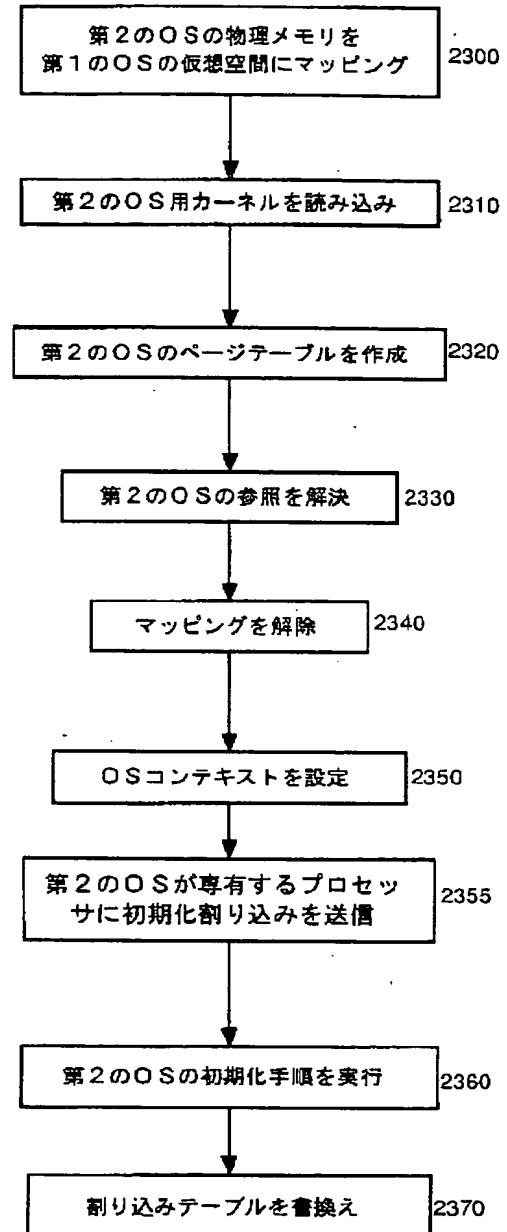 第2のOSの物理メモリを
第1のOSの仮想空間にマッピング
2300
第2のOS用カーネルを読み込み
2310
第2のOSのページテーブルを作成
2320
第2のOSの参照を解決
2330
マッピングを解除
2340
OSコンテキストを設定
2350
第2のOSが専有するプロセッ
サに初期化割り込みを送信
2355
第2のOSの初期化手順を実行
2360
割り込みテーブルを書換え
2370